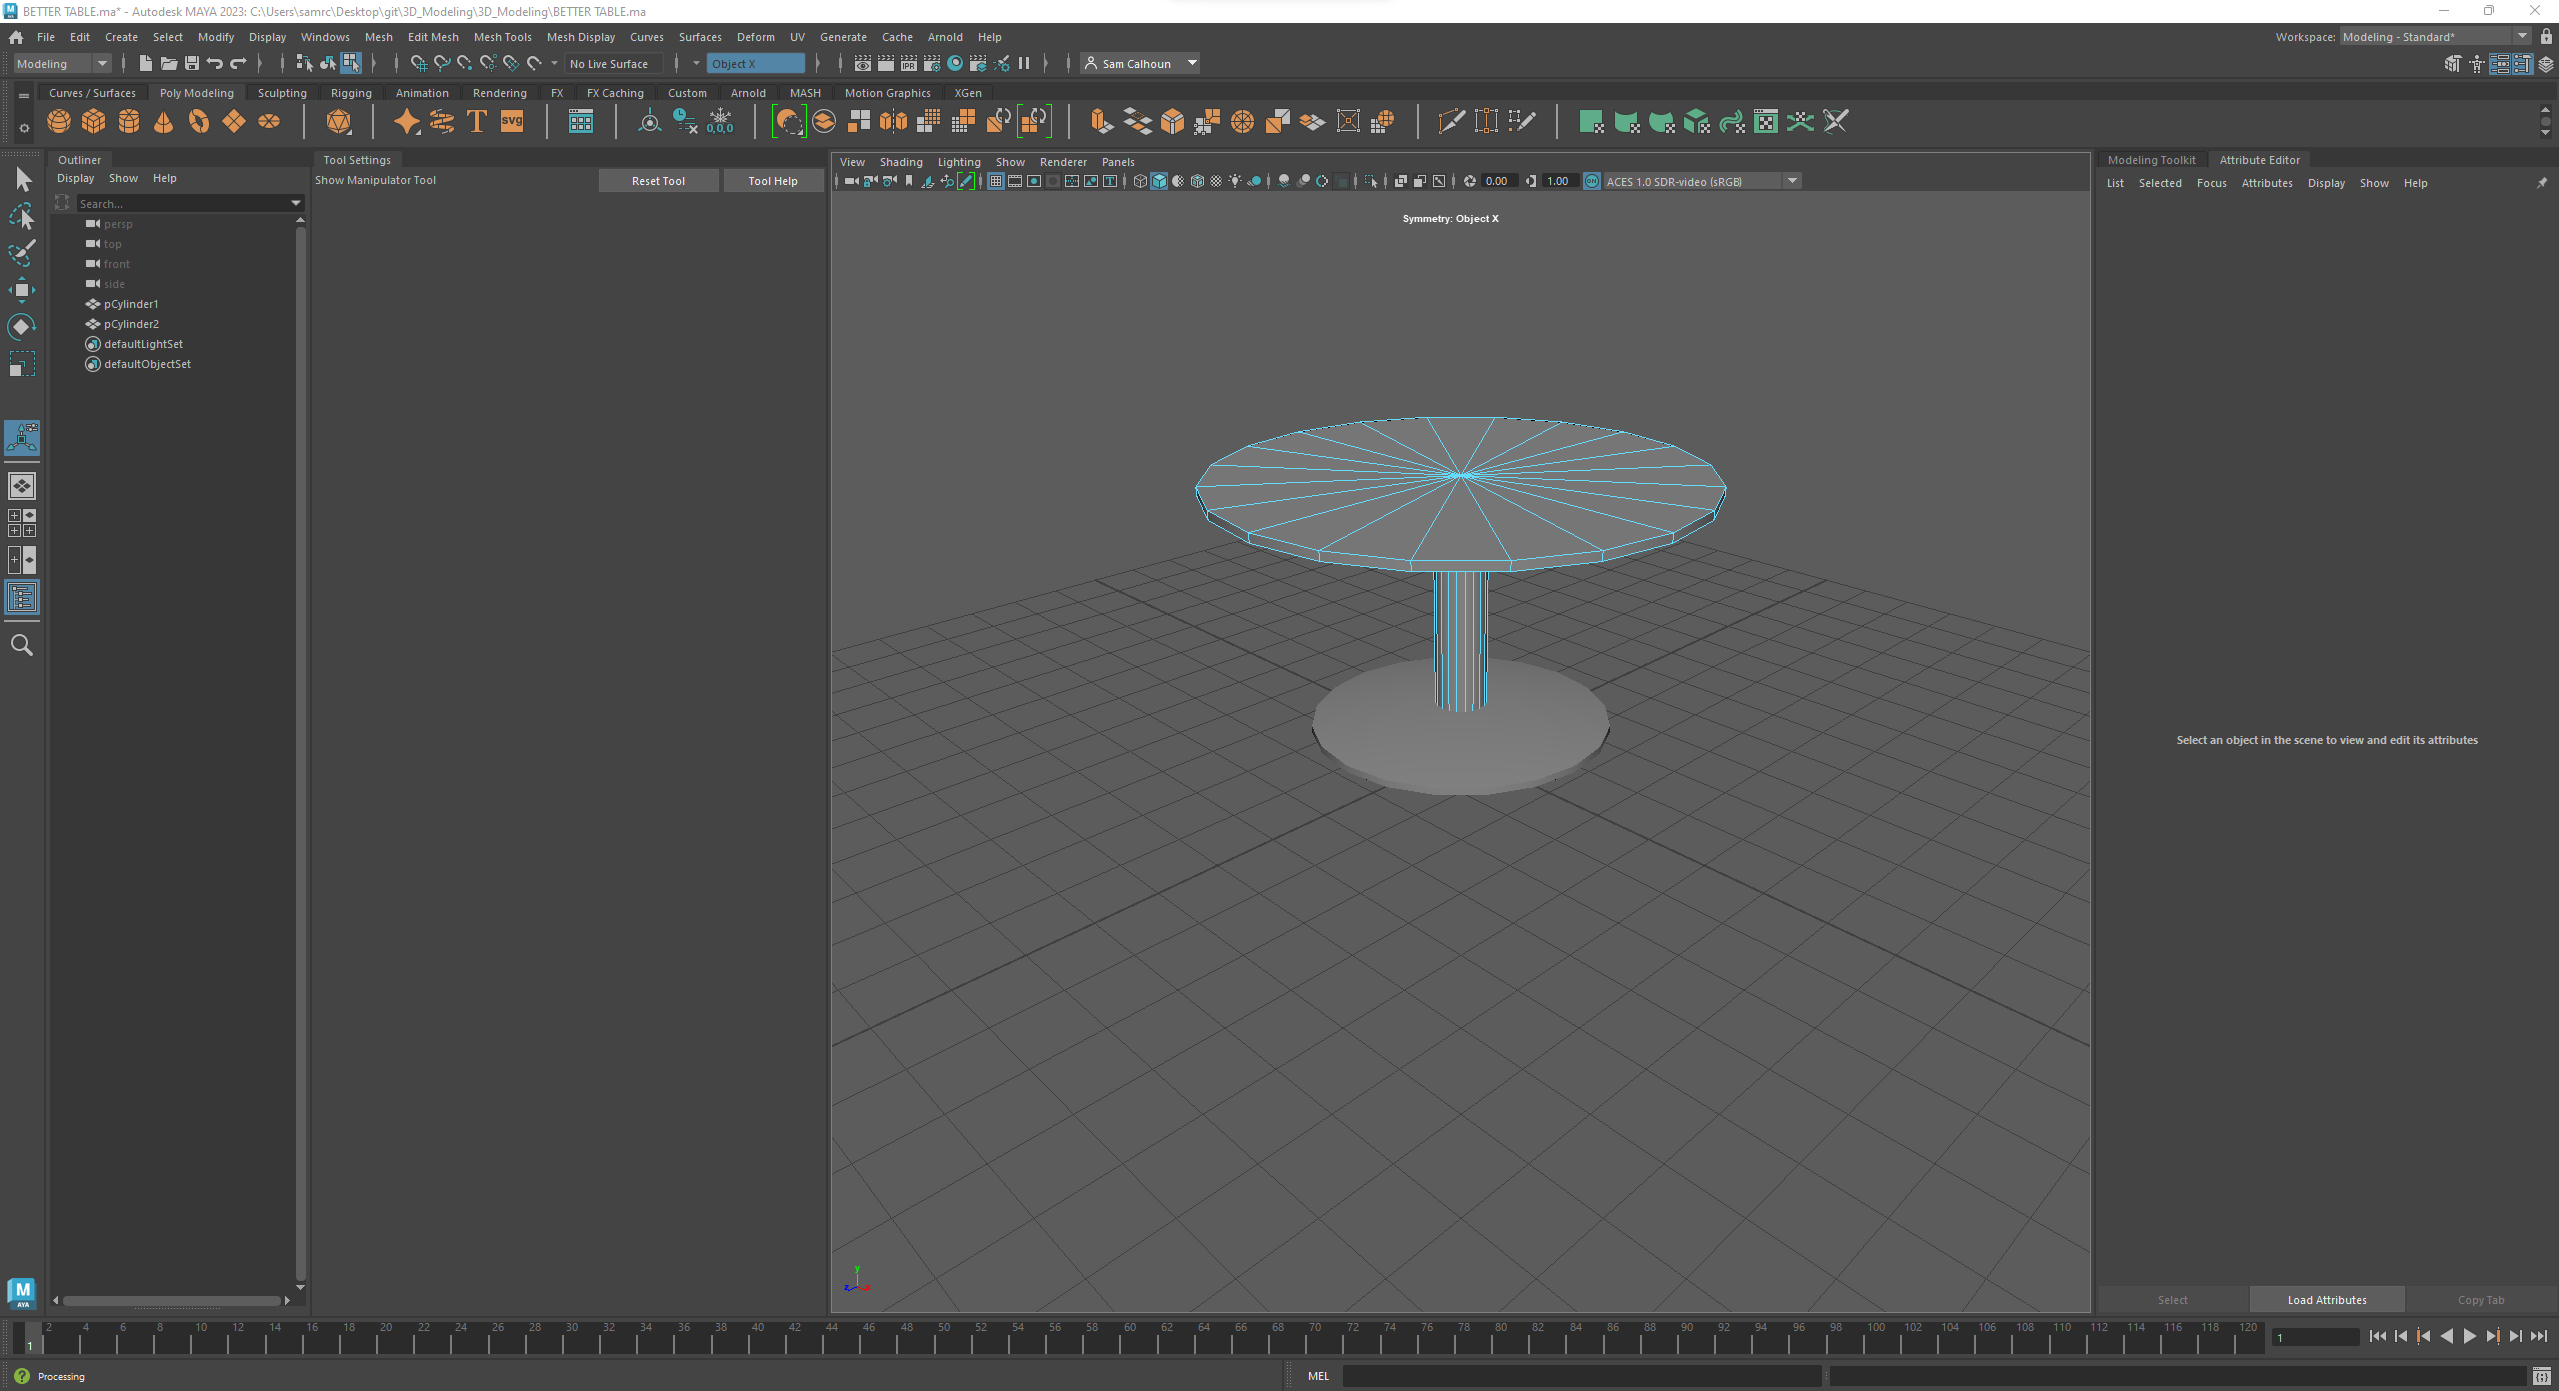 BETTER TABLE.ma* - Autodesk MAYA 2023: C:\Users\samrc\Desktop\git\3D_Modeling\3D_Modeling\BETTER TABLE.ma
File Edit Create Select Modify Display Windows Mesh Edit Mesh Mesh Tools Mesh Display Curves Surfaces Deform UV Generate Cache Arnold Help
Workspace: Modeling - Standard*
Modeling
No Live Surface
Object X
Sam Calhoun
Curves / Surfaces Poly Modeling Sculpting Rigging Animation Rendering FX FX Caching Custom Arnold MASH Motion Graphics XGen
SVG
0,0,0
Outliner
Display Show Help
Search...
persp
top
front
side
pCylinder1
pCylinder2
defaultLightSet
defaultObjectSet
Tool Settings
Show Manipulator Tool
Reset Tool
Tool Help
View Shading Lighting Show Renderer Panels
0.00
1.00
ACES 1.0 SDR-video (sRGB)
Symmetry: Object X
y
z
x
Modeling Toolkit
Attribute Editor
List Selected Focus Attributes Display Show Help
Select an object in the scene to view and edit its attributes
Select
Load Attributes
Copy Tab
M
AYA
1
2 4 6 8 10 12 14 16 18 20 22 24 26 28 30 32 34 36 38 40 42 44 46 48 50 52 54 56 58 60 62 64 66 68 70 72 74 76 78 80 82 84 86 88 90 92 94 96 98 100 102 104 106 108 110 112 114 116 118 120
1
Processing
MEL